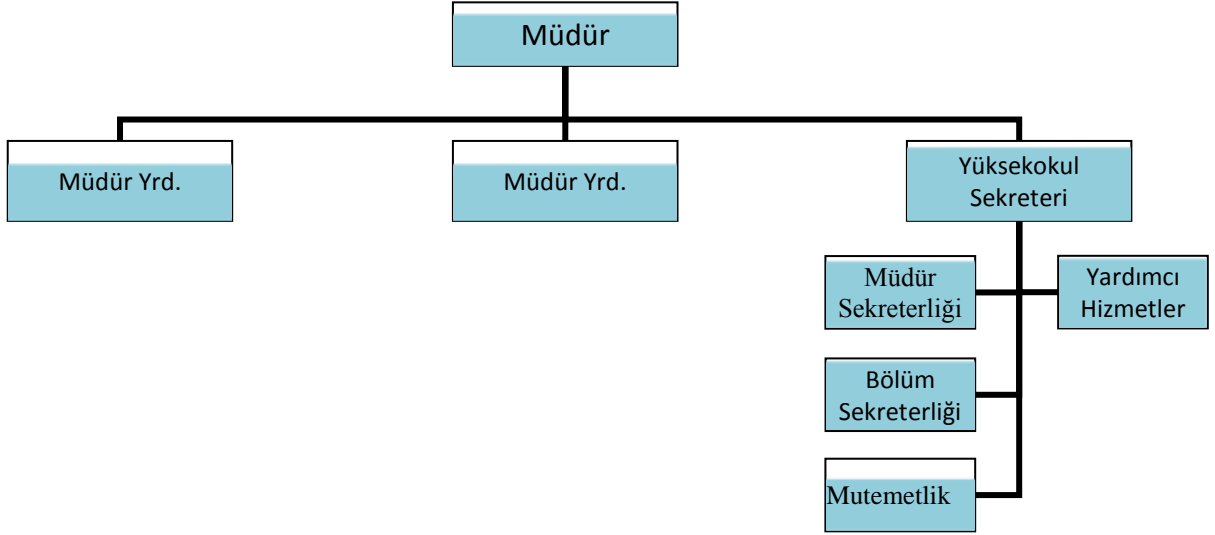 Müdür
Müdür Yrd.
Müdür Yrd.
Yüksekokul
Sekreteri
Müdür
Sekreterliği
Yardımcı
Hizmetler
Bölüm
Sekreterliği
Mutemetlik